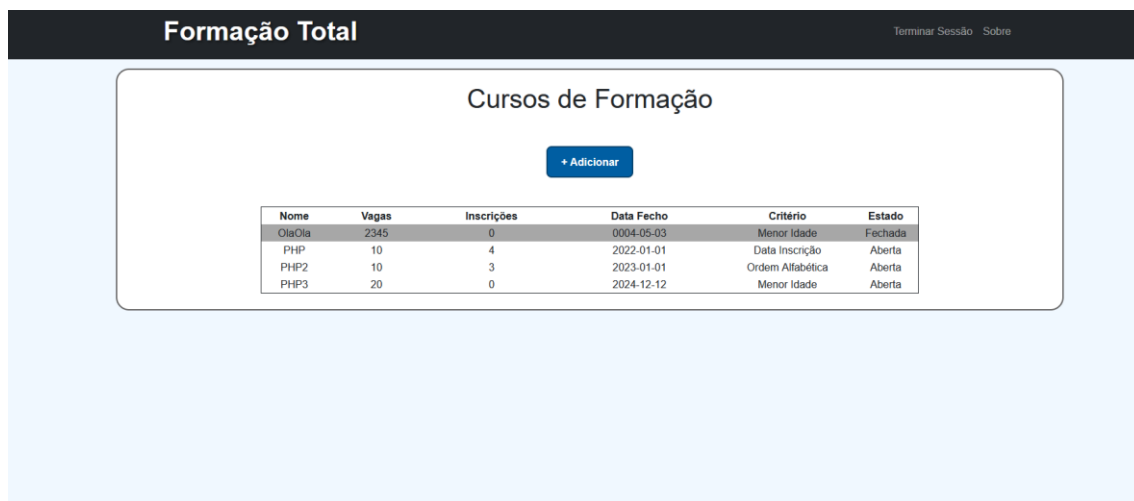 Formação Total
Terminar Sessão Sobre
Cursos de Formação
+ Adicionar
Nome Vagas Inscrições Data Fecho Critério Estado
OlaOla 2345 0 0004-05-03 Menor Idade Fechada
PHP 10 4 2022-01-01 Data Inscrição Aberta
PHP2 10 3 2023-01-01 Ordem Alfabética Aberta
PHP3 20 0 2024-12-12 Menor Idade Aberta